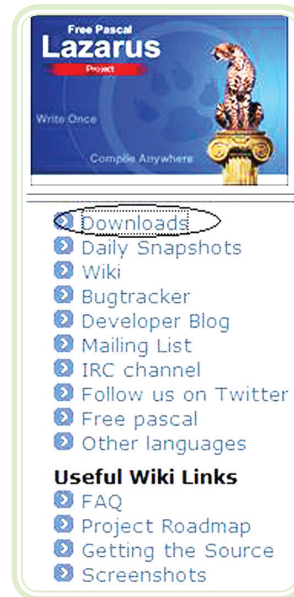 Free Pascal
Lazarus
Project
Write Once
Compile Anywhere
Downloads
Daily Snapshots
Wiki
Bugtracker
Developer Blog
Mailing List
IRC channel
Follow us on Twitter
Free pascal
Other languages
Useful Wiki Links
FAQ
Project Roadmap
Getting the Source
Screenshots